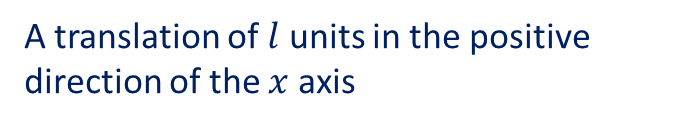 A translation of l units in the positive
direction of the x axis